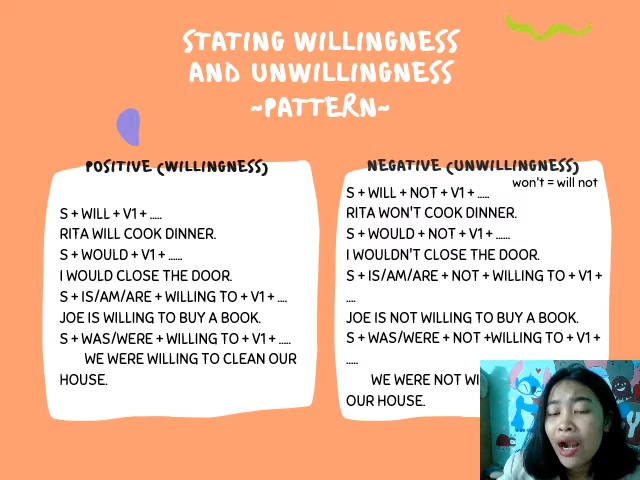 STATING WILLINGNESS
AND UNWILLINGNESS
~PATTERN~
POSITIVE (WILLINGNESS)
S + WILL + V1 + .....
RITA WILL COOK DINNER.
S + WOULD + V1 + ......
I WOULD CLOSE THE DOOR.
S + IS/AM/ARE + WILLING TO + V1 + ....
JOE IS WILLING TO BUY A BOOK.
S + WAS/WERE + WILLING TO + V1 + .....
WE WERE WILLING TO CLEAN OUR
HOUSE.
NEGATIVE (UNWILLINGNESS)
won't = will not
S + WILL + NOT + V1 + .....
RITA WON'T COOK DINNER.
S + WOULD + NOT + V1 + ......
I WOULDN'T CLOSE THE DOOR.
S + IS/AM/ARE + NOT + WILLING TO + V1 +
....
JOE IS NOT WILLING TO BUY A BOOK.
S + WAS/WERE + NOT +WILLING TO + V1 +
.....
WE WERE NOT
OUR HOUSE.